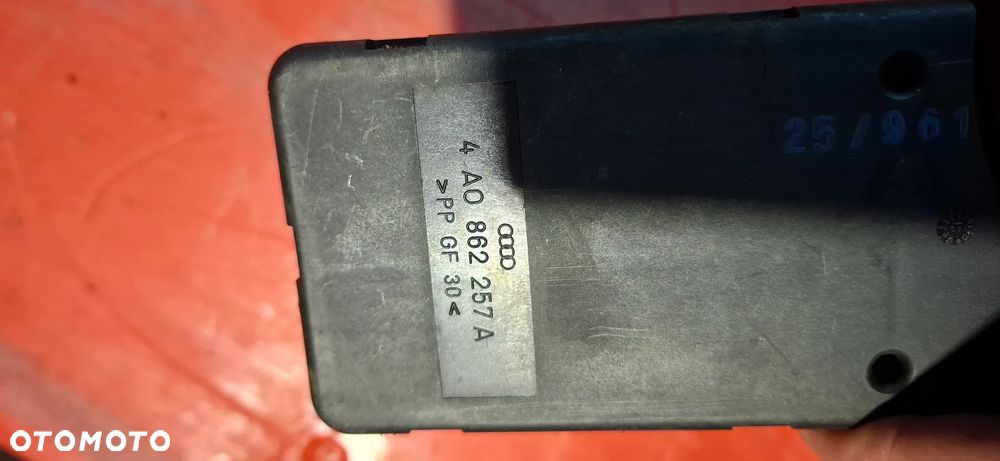 4 A0 862 257 A
>PP GF 30<
25/961
OTOMOTO